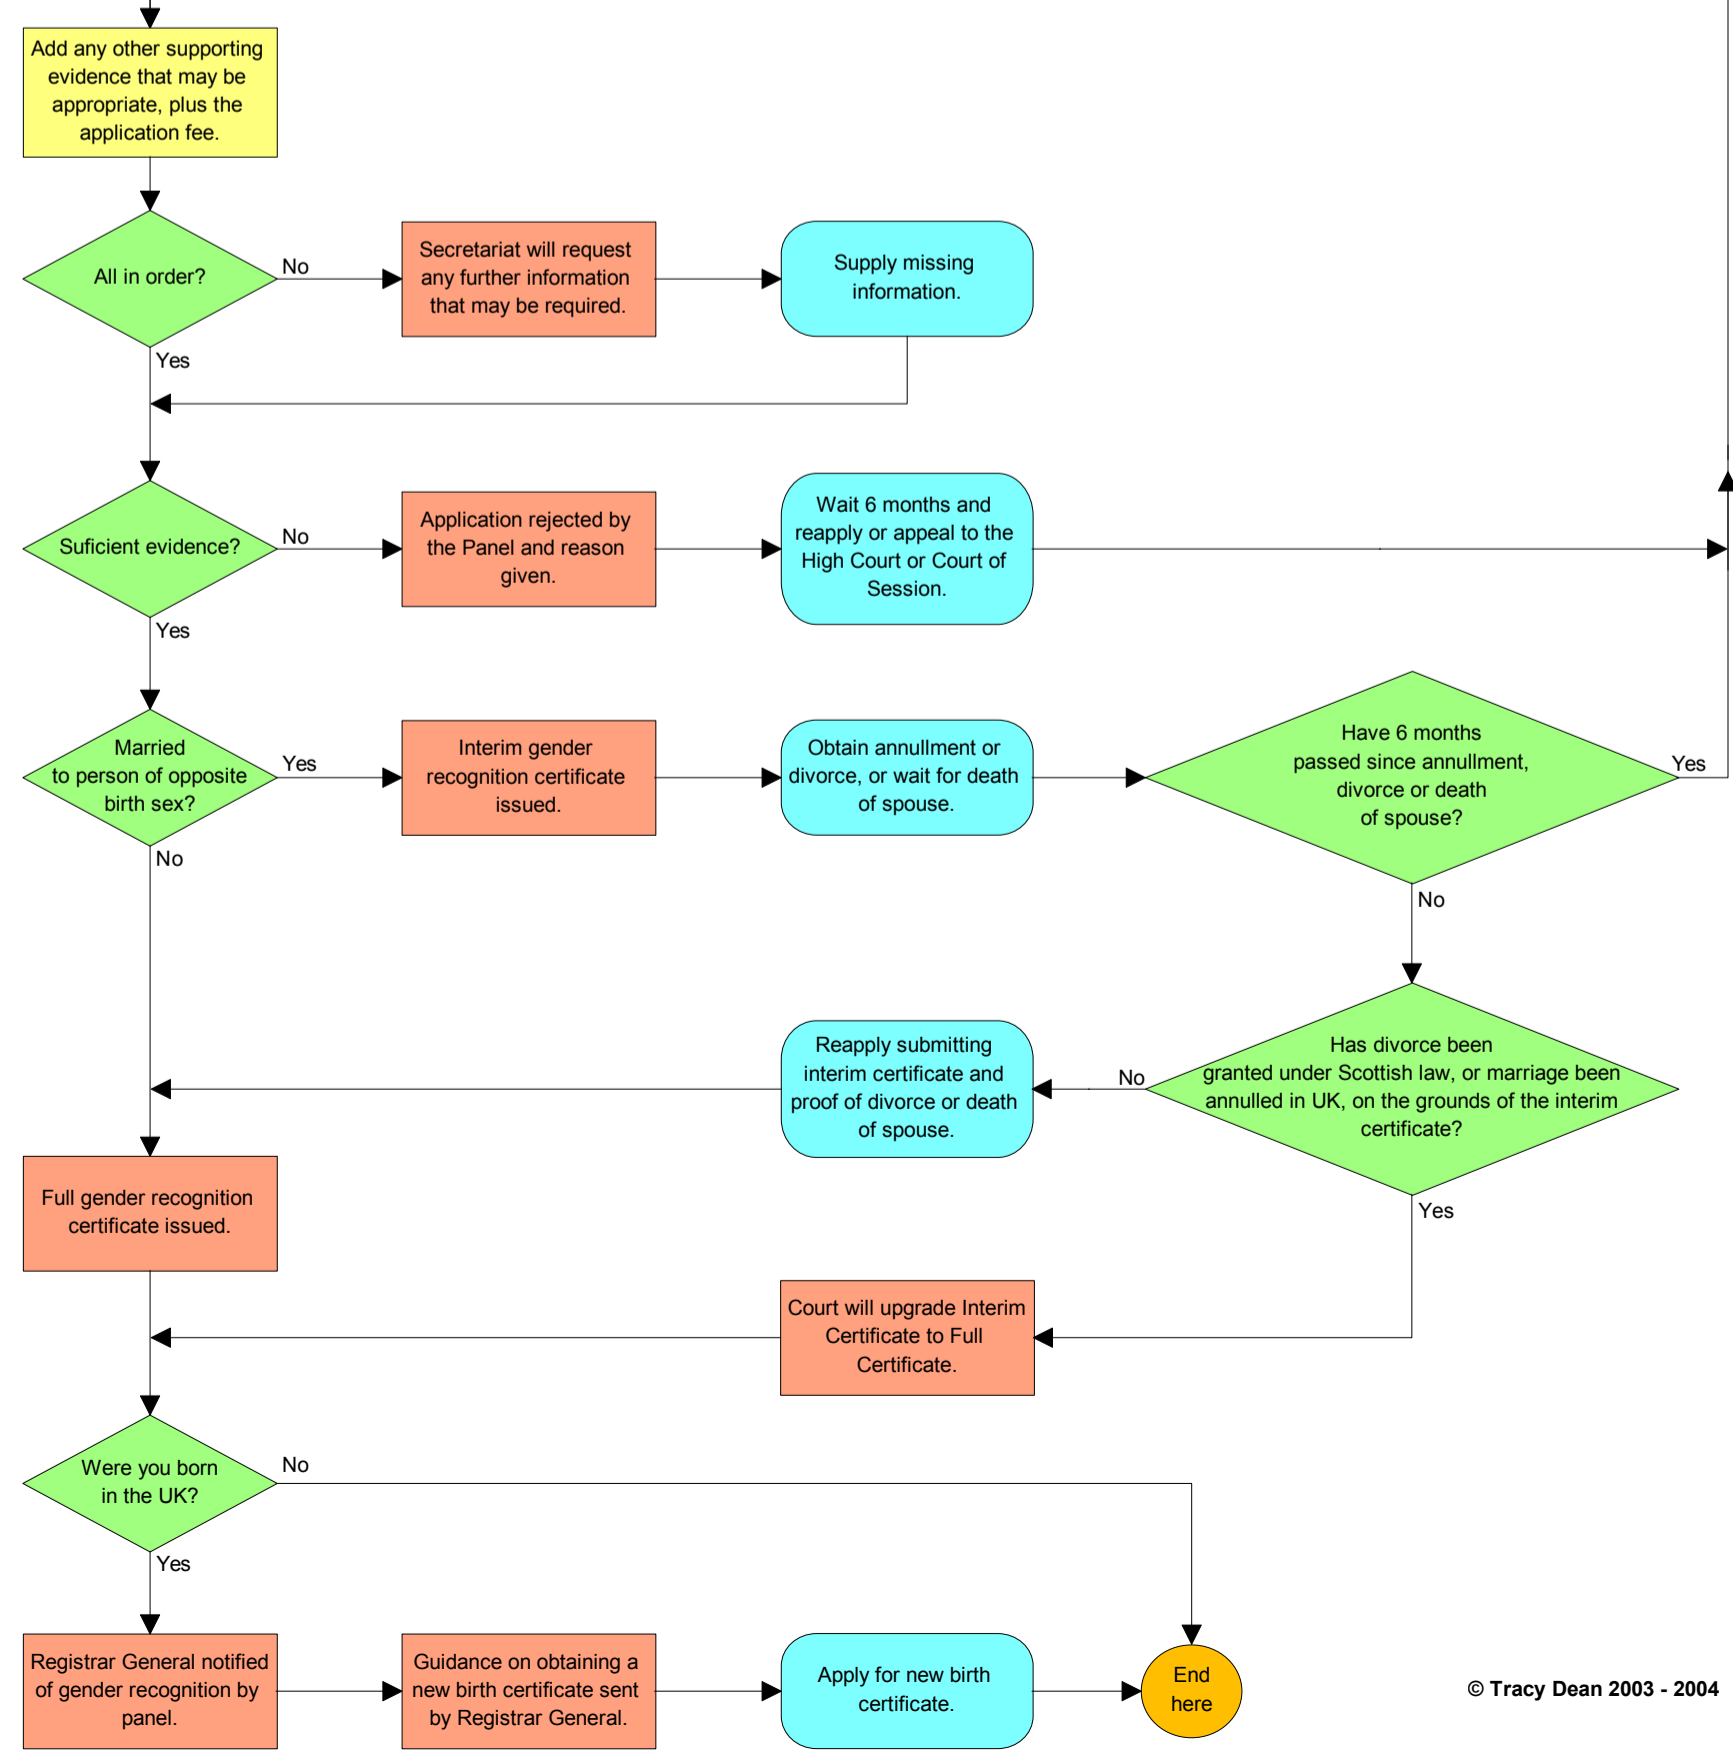 Add any other supporting
evidence that may be
appropriate, plus the
application fee.
All in order?
No
Secretariat will request
any further information
that may be required.
Supply missing
information.
Yes
Suficient evidence?
No
Application rejected by
the Panel and reason
given.
Wait 6 months and
reapply or appeal to the
High Court or Court of
Session.
Yes
Married
to person of opposite
birth sex?
Yes
Interim gender
recognition certificate
issued.
Obtain annullment or
divorce, or wait for death
of spouse.
Have 6 months
passed since annullment,
divorce or death
of spouse?
Yes
No
No
Has divorce been
granted under Scottish law, or marriage been
annulled in UK, on the grounds of the interim
certificate?
No
Reapply submitting
interim certificate and
proof of divorce or death
of spouse.
Yes
Full gender recognition
certificate issued.
Court will upgrade Interim
Certificate to Full
Certificate.
Were you born
in the UK?
No
Yes
Registrar General notified
of gender recognition by
panel.
Guidance on obtaining a
new birth certificate sent
by Registrar General.
Apply for new birth
certificate.
End
here
© Tracy Dean 2003 - 2004